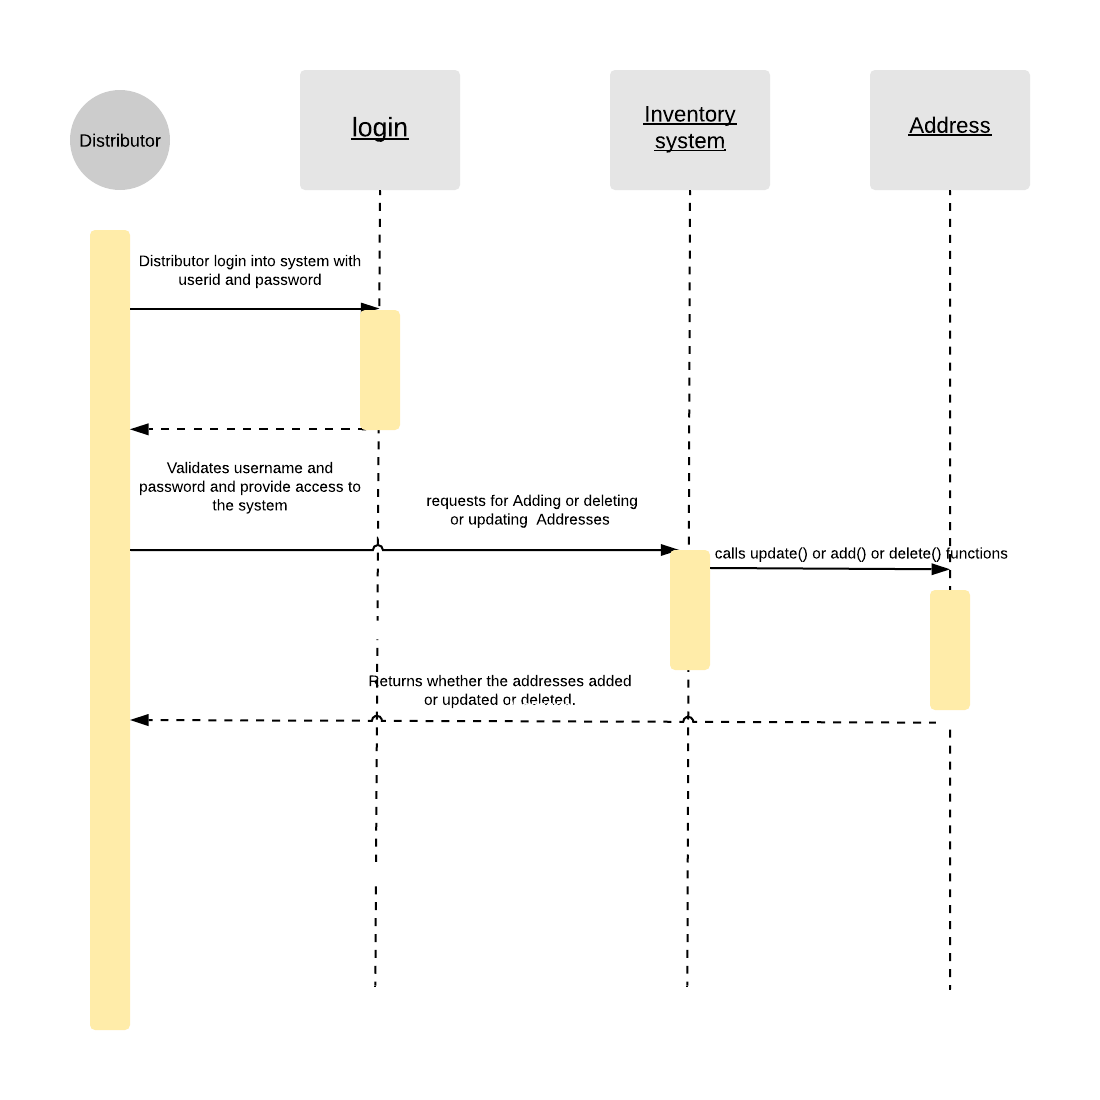 Distributor
login
Inventory
system
Address
Distributor login into system with
userid and password
Validates username and
password and provide access to
the system
requests for Adding or deleting
or updating  Addresses
calls update() or add() or delete() functions
Returns whether the addresses added
or updated or deleted.